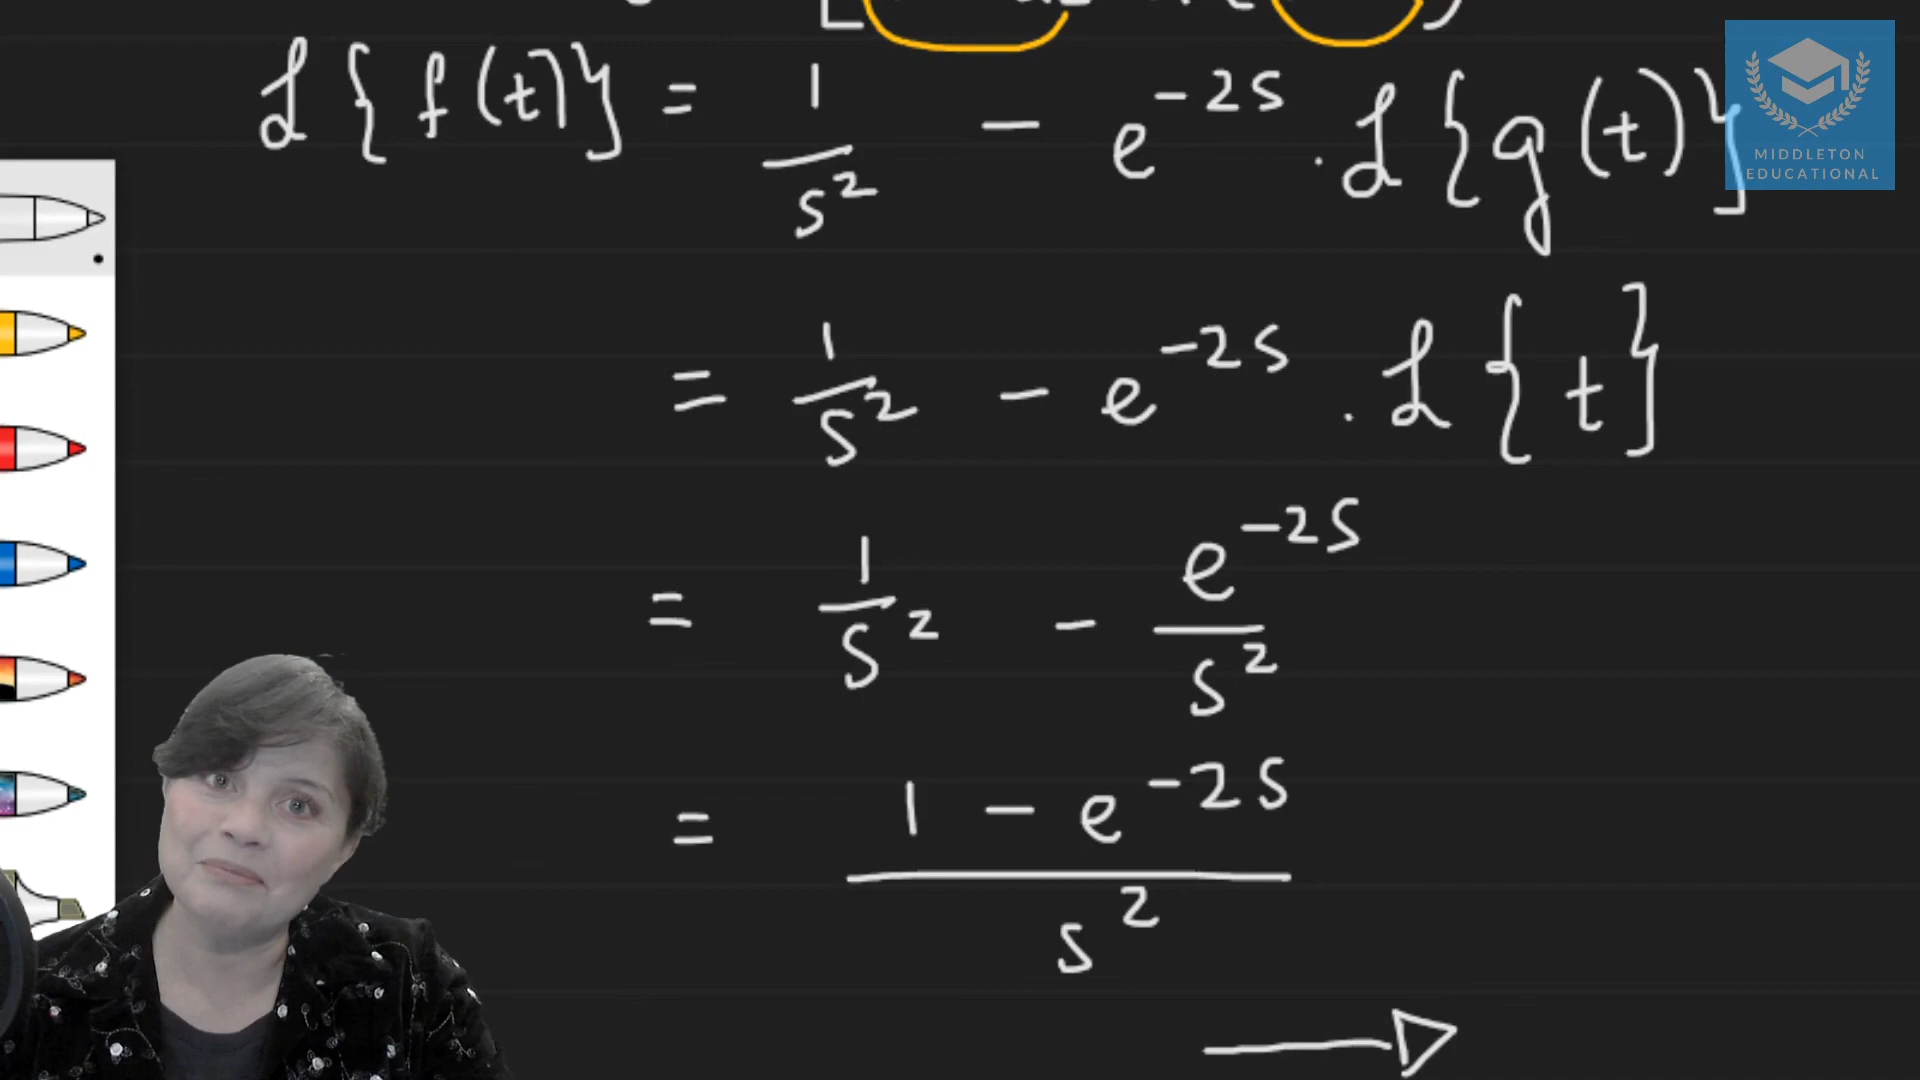 ℒ{f(t)} = 1/s² − e^(−2s) . ℒ{g(t)}
= 1/s² − e^(−2s) . ℒ{t}
= 1/s² − e^(−2s)/s²
= (1 − e^(−2s))/s²
MIDDLETON
EDUCATIONAL